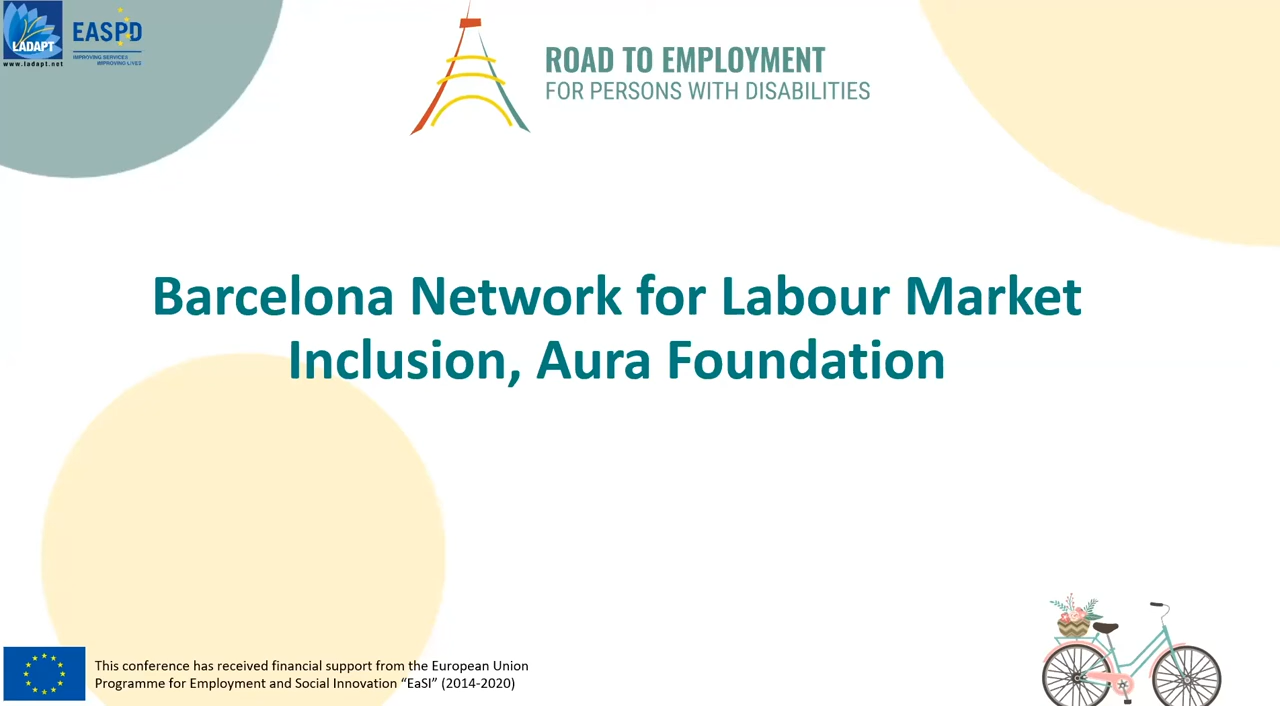 LADAPT
www.ladapt.net
EASPD
IMPROVING SERVICES
IMPROVING LIVES
ROAD TO EMPLOYMENT
FOR PERSONS WITH DISABILITIES
Barcelona Network for Labour Market
Inclusion, Aura Foundation
This conference has received financial support from the European Union
Programme for Employment and Social Innovation “EaSI” (2014-2020)